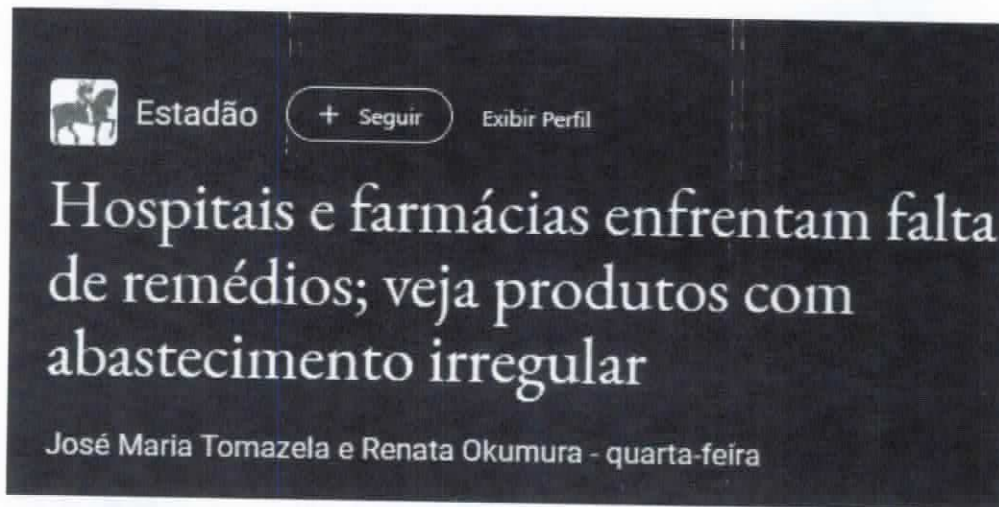 Estadão + Seguir Exibir Perfil
Hospitais e farmácias enfrentam falta
de remédios; veja produtos com
abastecimento irregular
José Maria Tomazela e Renata Okumura - quarta-feira